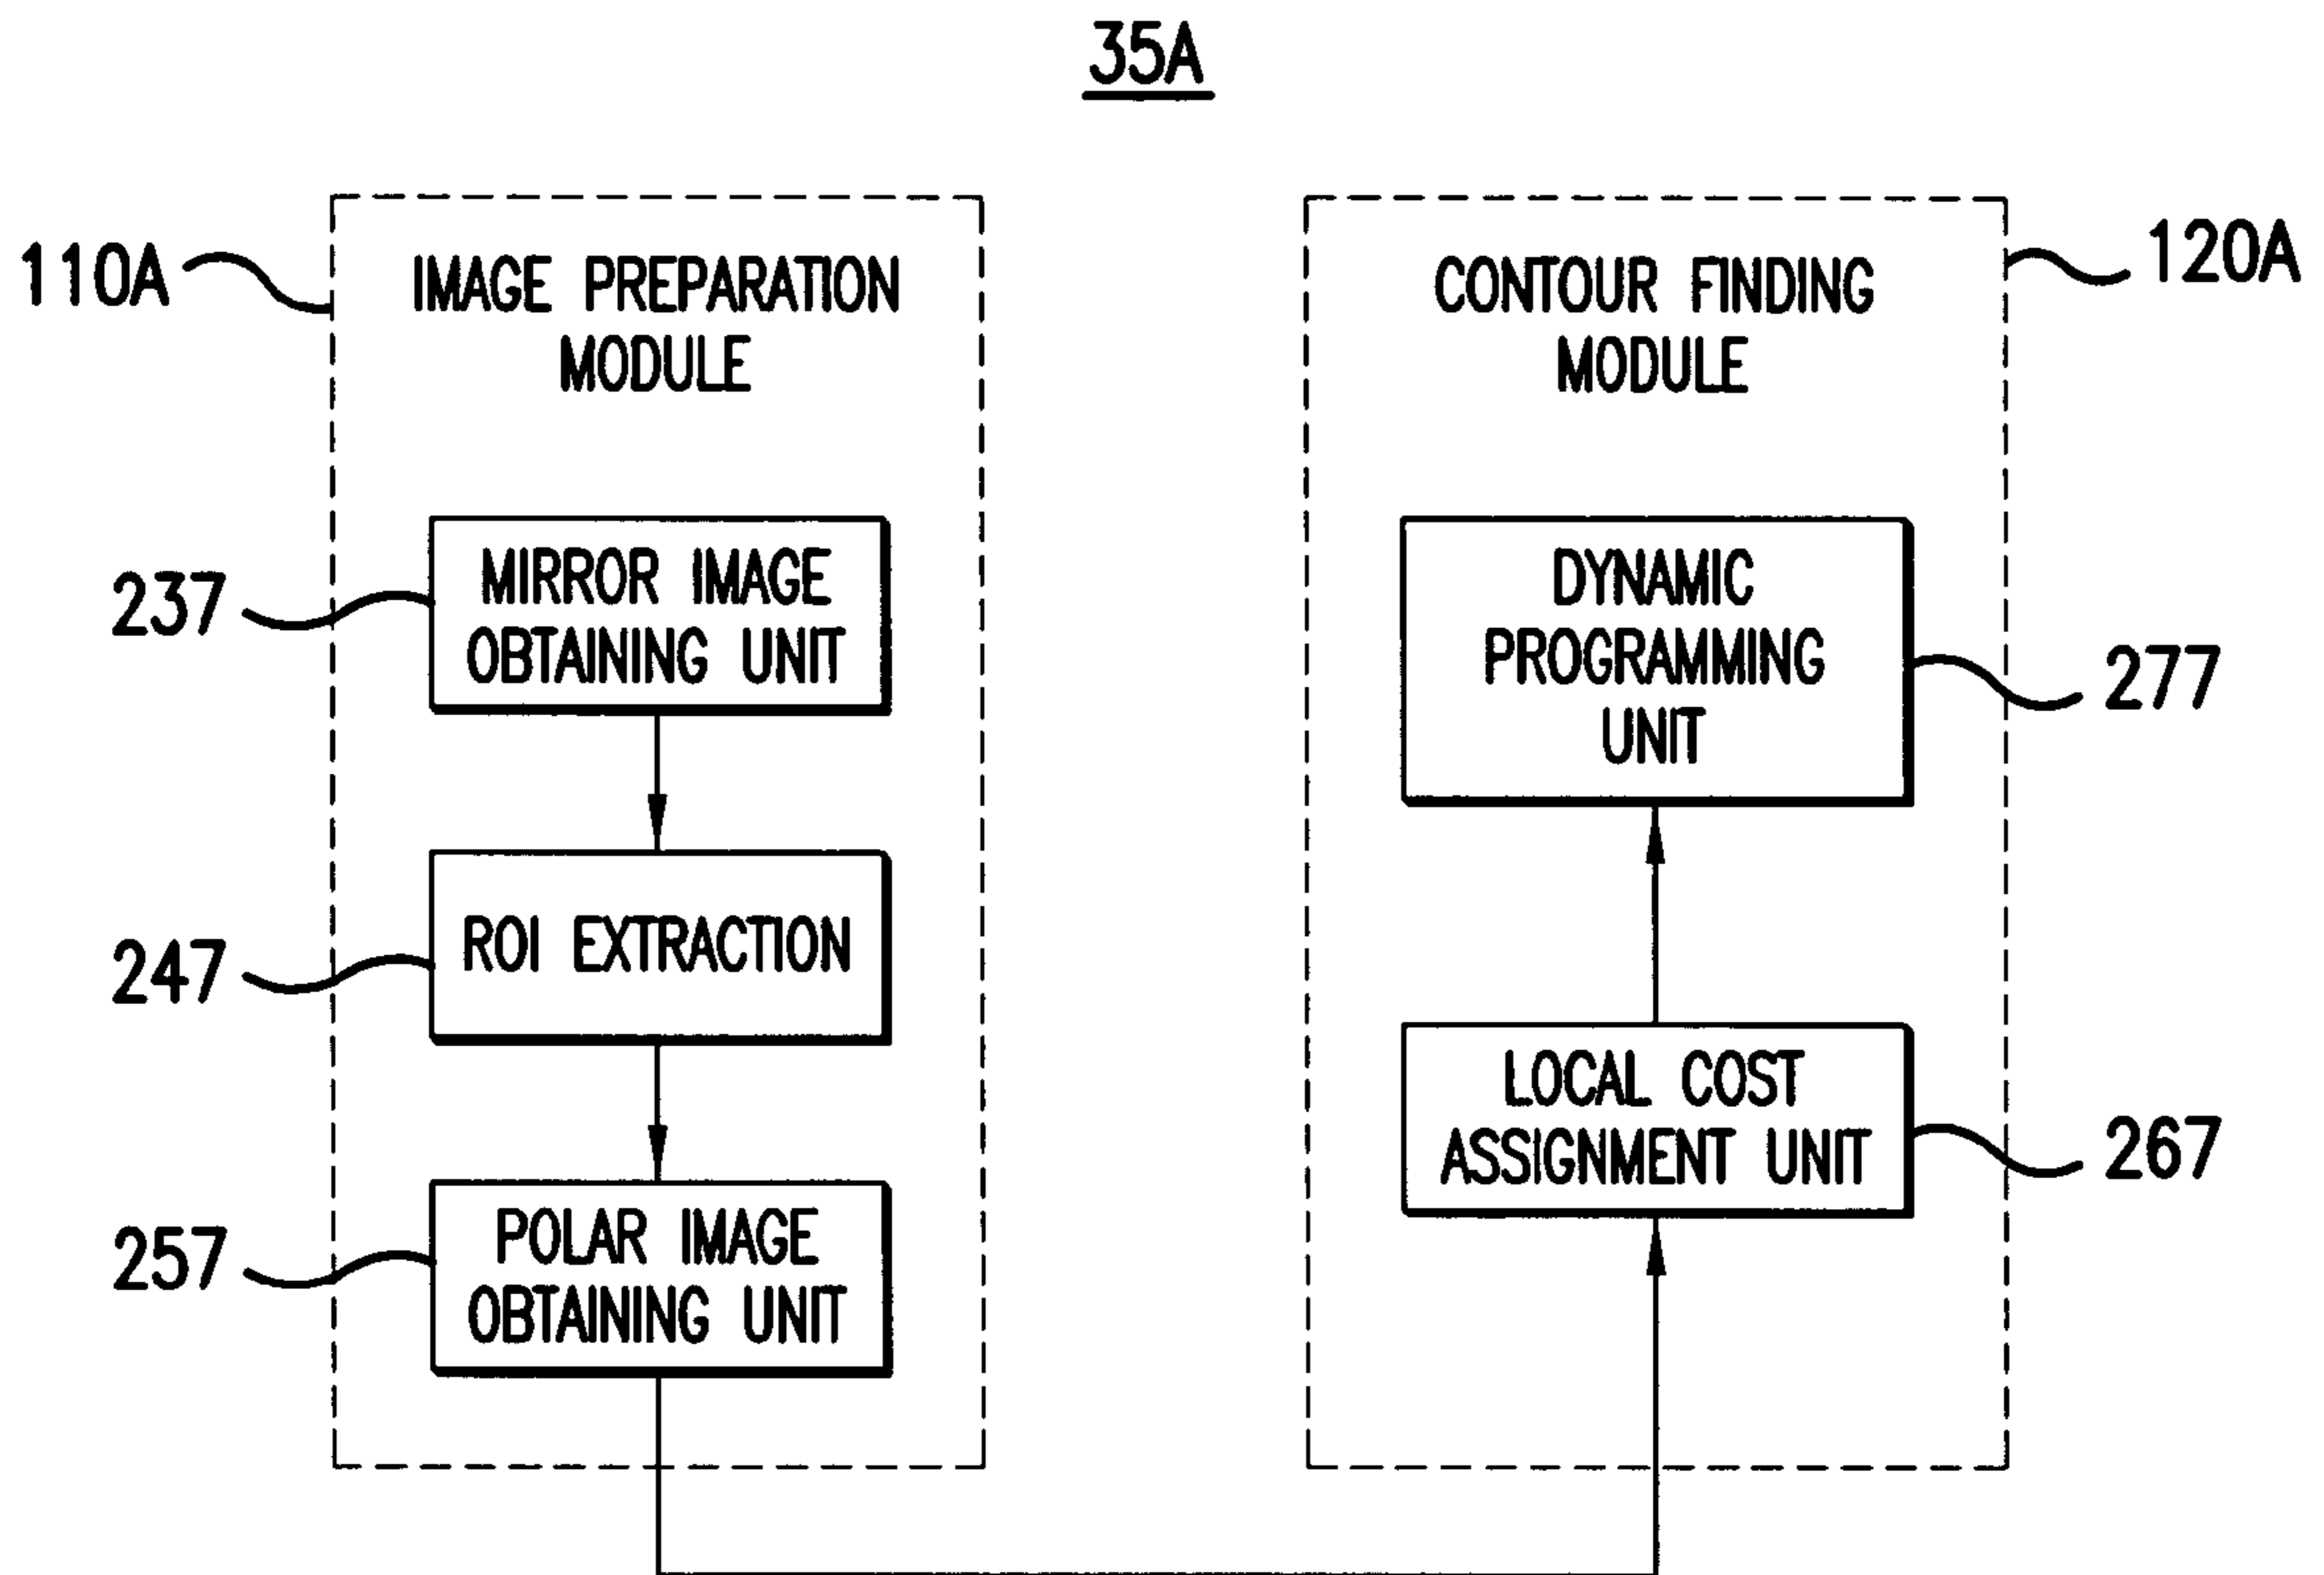 35A
110A
IMAGE PREPARATION
MODULE
237
MIRROR IMAGE
OBTAINING UNIT
247
ROI EXTRACTION
257
POLAR IMAGE
OBTAINING UNIT
120A
CONTOUR FINDING
MODULE
DYNAMIC
PROGRAMMING
UNIT
277
LOCAL COST
ASSIGNMENT UNIT
267